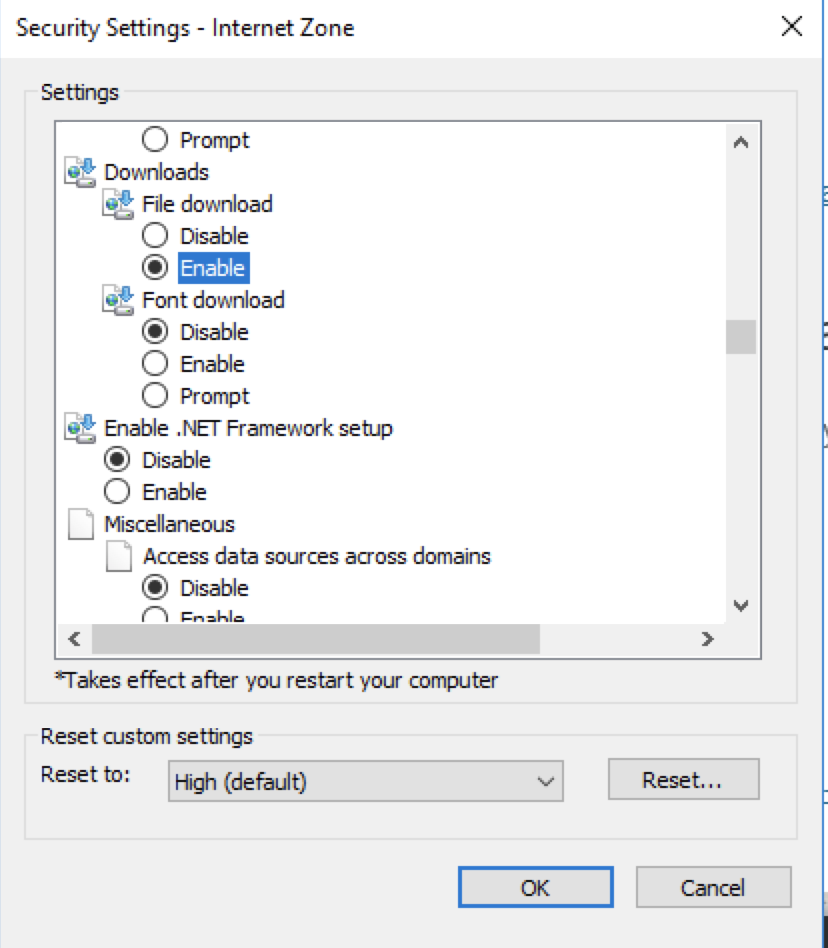 Security Settings - Internet Zone
Settings
Prompt
Downloads
File download
Disable
Enable
Font download
Disable
Enable
Prompt
Enable .NET Framework setup
Disable
Enable
Miscellaneous
Access data sources across domains
Disable
Enable
*Takes effect after you restart your computer
Reset custom settings
Reset to:
High (default)
Reset...
OK
Cancel